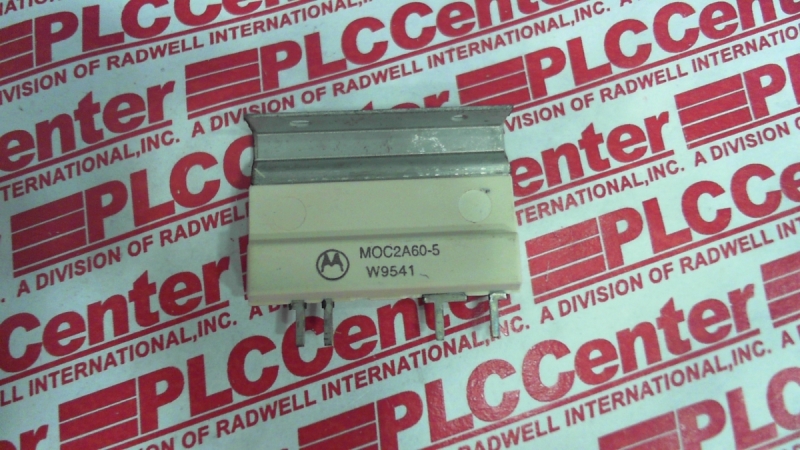 PLCCenter
A DIVISION OF RADWELL INTERNATIONAL, INC.
MOC2A60-5
W9541